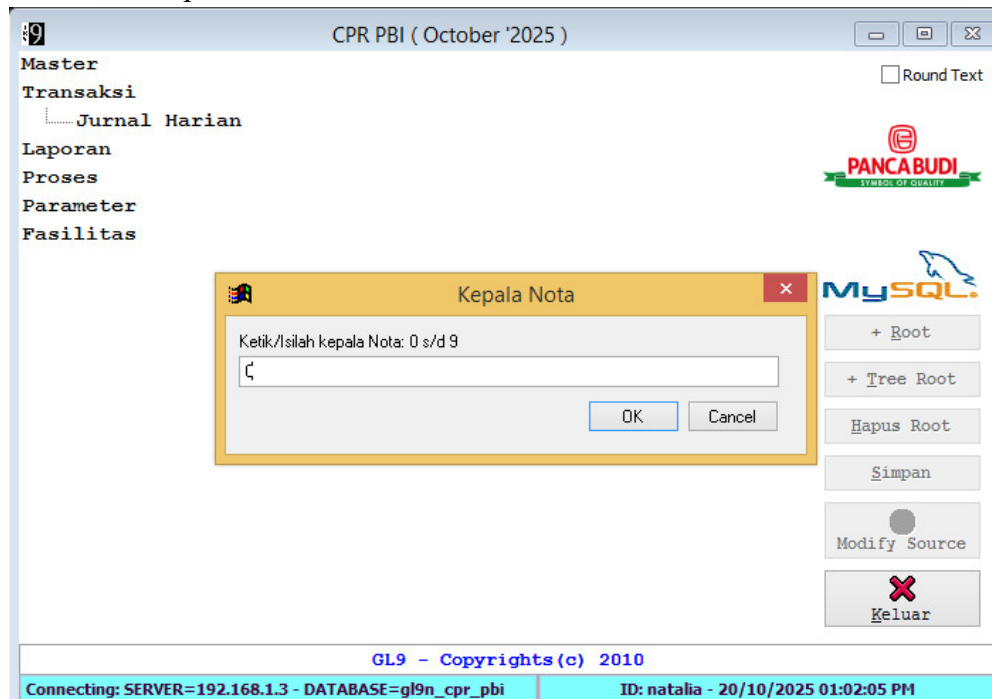 CPR PBI ( October '2025 )
Master
Round Text
Transaksi
Jurnal Harian
Laporan
PANCA BUDI
SYMBOL OF QUALITY
Proses
Parameter
Fasilitas
MySQL
Kepala Nota
Ketik/Isilah kepala Nota: 0 s/d 9
OK Cancel
+ Root
+ Tree Root
Hapus Root
Simpan
Modify Source
Keluar
GL9 - Copyrights(c) 2010
Connecting: SERVER=192.168.1.3 - DATABASE=gl9n_cpr_pbi ID: natalia - 20/10/2025 01:02:05 PM